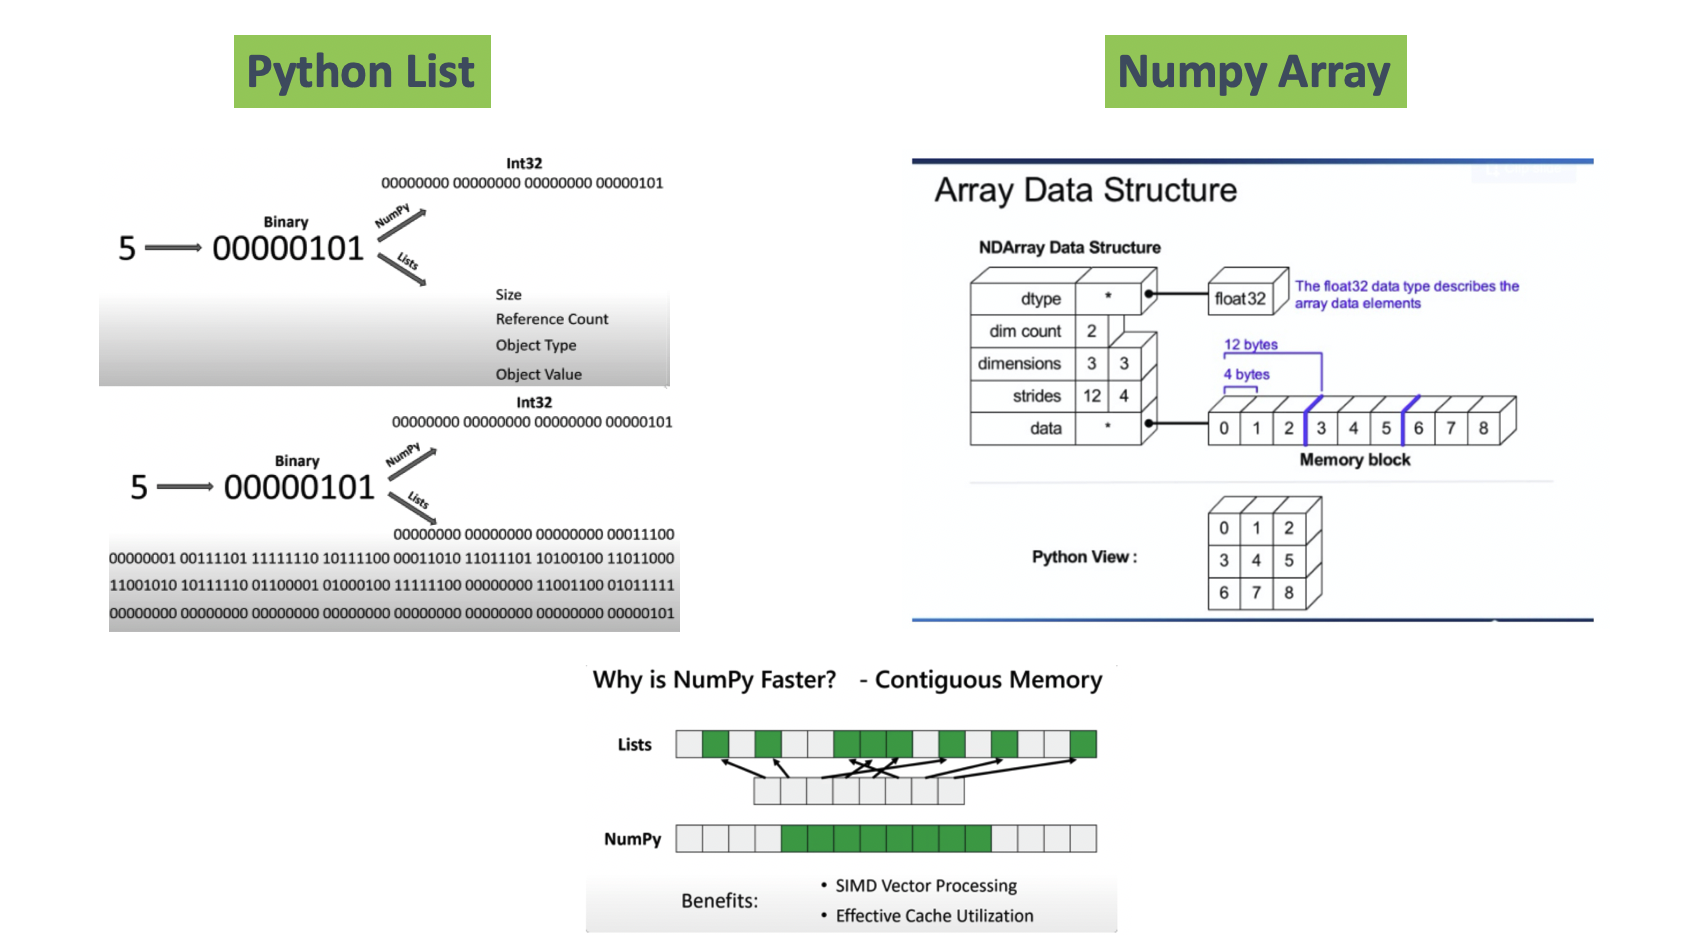 Python List
Numpy Array
Int32
00000000 00000000 00000000 00000101
Binary
NumPy
5
00000101
Lists
Size
Reference Count
Object Type
Object Value
Int32
00000000 00000000 00000000 00000101
Binary
NumPy
5
00000101
Lists
00000000 00000000 00000000 00011100
00000001 00111101 11111110 10111100 00011010 11011101 10100100 11011000
11001010 10111110 01100001 01000100 11111100 00000000 11001100 01011111
00000000 00000000 00000000 00000000 00000000 00000000 00000000 00000101
Array Data Structure
NDArray Data Structure
dtype *
float32
The float32 data type describes the
array data elements
dim count 2
dimensions 3 3
strides 12 4
data *
12 bytes
4 bytes
0 1 2 3 4 5 6 7 8
Memory block
Python View :
0 1 2
3 4 5
6 7 8
Why is NumPy Faster? - Contiguous Memory
Lists
NumPy
Benefits:
• SIMD Vector Processing
• Effective Cache Utilization